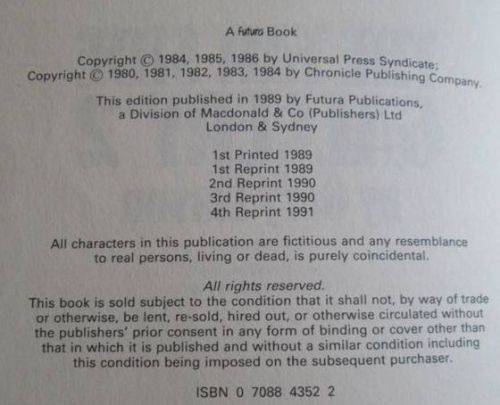 A Futura Book
Copyright © 1984, 1985, 1986 by Universal Press Syndicate;
Copyright © 1980, 1981, 1982, 1983, 1984 by Chronicle Publishing Company.
This edition published in 1989 by Futura Publications,
a Division of Macdonald & Co (Publishers) Ltd
London & Sydney
1st Printed 1989
1st Reprint 1989
2nd Reprint 1990
3rd Reprint 1990
4th Reprint 1991
All characters in this publication are fictitious and any resemblance
to real persons, living or dead, is purely coincidental.
All rights reserved.
This book is sold subject to the condition that it shall not, by way of trade
or otherwise, be lent, re-sold, hired out, or otherwise circulated without
the publishers' prior consent in any form of binding or cover other than
that in which it is published and without a similar condition including
this condition being imposed on the subsequent purchaser.
ISBN 0 7088 4352 2